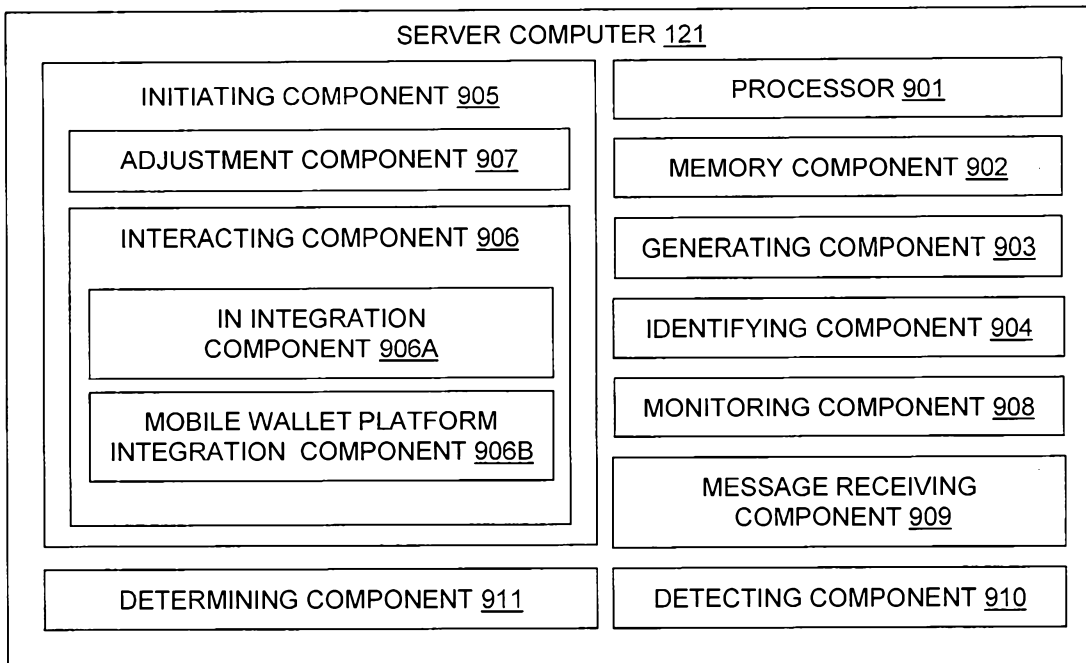 SERVER COMPUTER 121
INITIATING COMPONENT 905
ADJUSTMENT COMPONENT 907
INTERACTING COMPONENT 906
IN INTEGRATION
COMPONENT 906A
MOBILE WALLET PLATFORM
INTEGRATION COMPONENT 906B
DETERMINING COMPONENT 911
PROCESSOR 901
MEMORY COMPONENT 902
GENERATING COMPONENT 903
IDENTIFYING COMPONENT 904
MONITORING COMPONENT 908
MESSAGE RECEIVING
COMPONENT 909
DETECTING COMPONENT 910